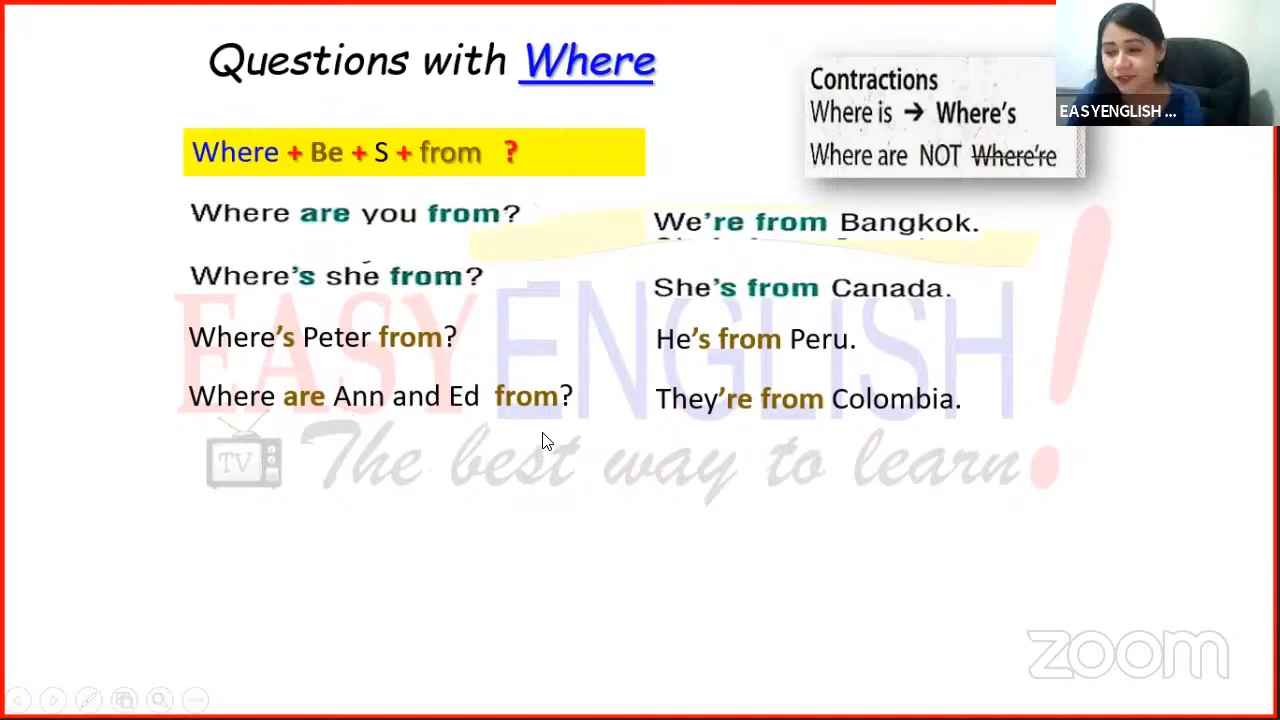 Questions with Where
Contractions
Where is → Where's
Where are NOT Where're
EASYENGLISH ...
Where + Be + S + from ?
Where are you from?
We're from Bangkok.
Where's she from?
She's from Canada.
Where's Peter from?
He's from Peru.
Where are Ann and Ed from?
They're from Colombia.
EASY ENGLISH!
TV
The best way to learn!
zoom